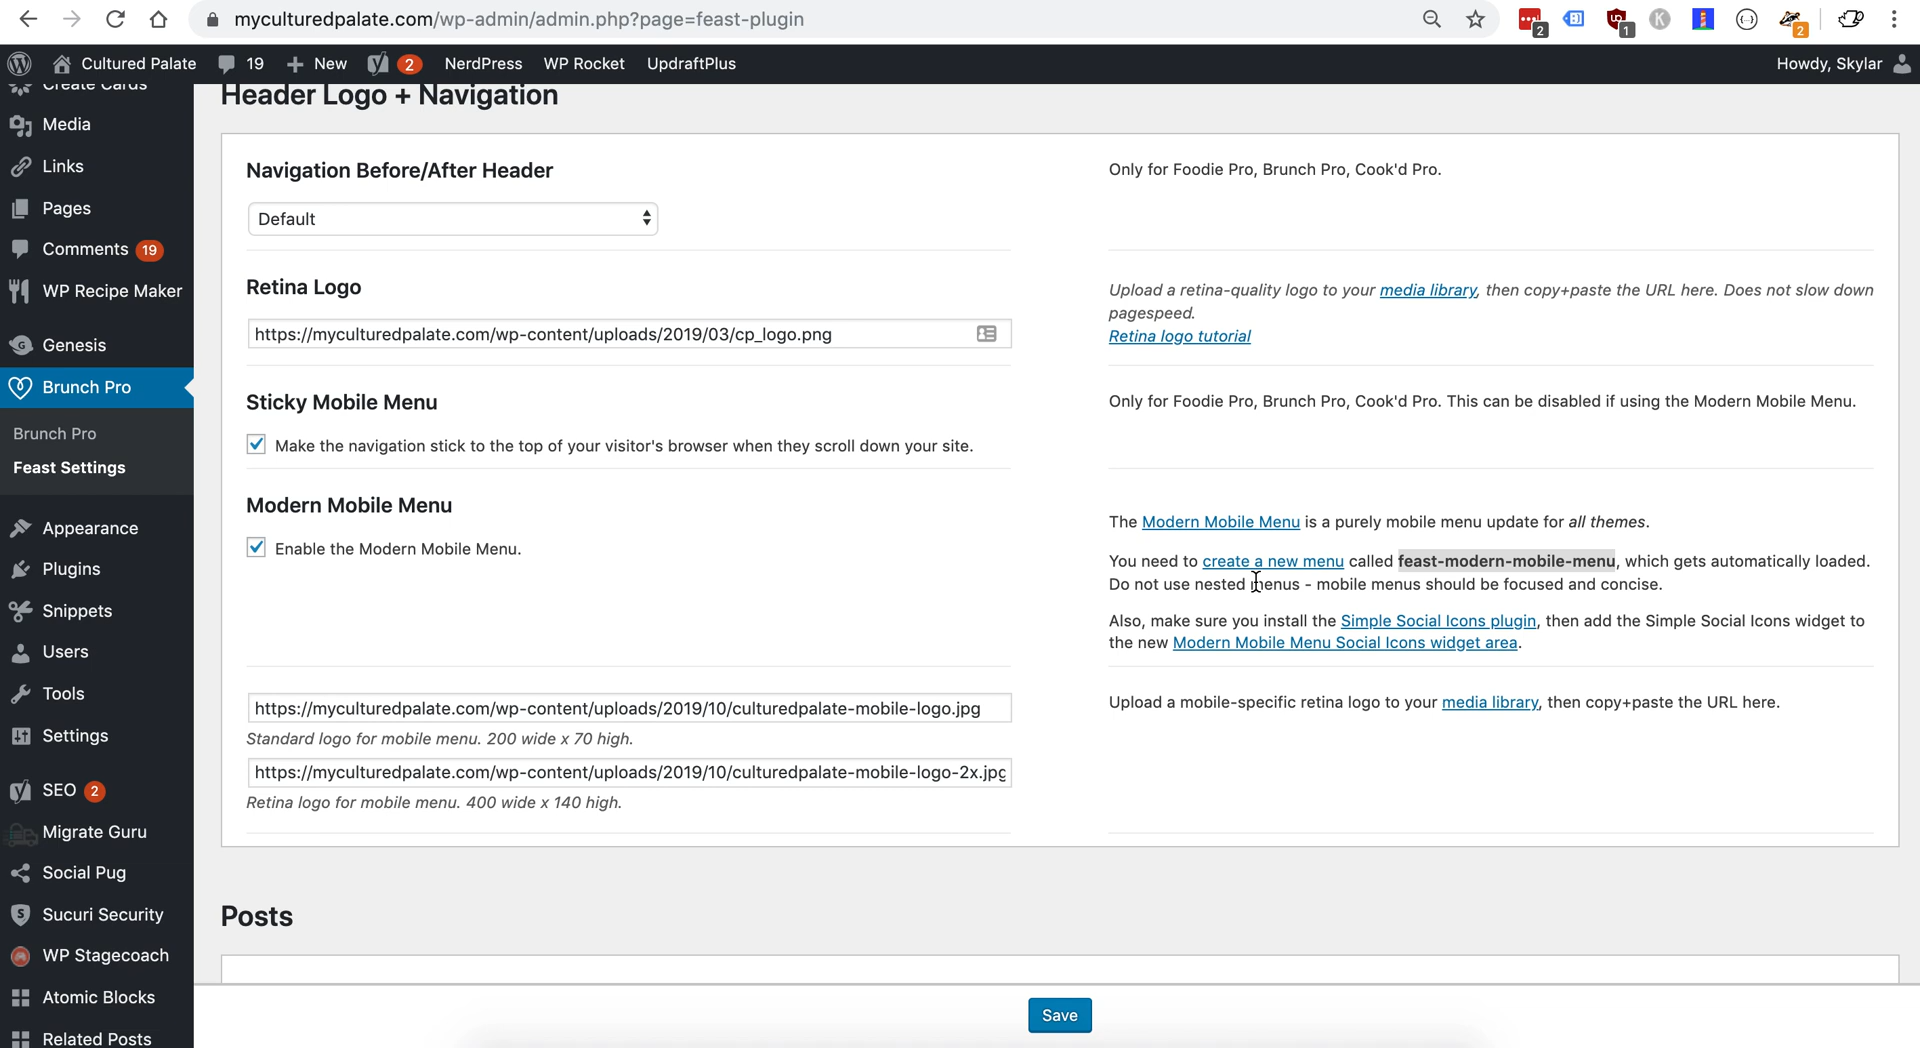 myculturedpalate.com/wp-admin/admin.php?page=feast-plugin
2
1
K
2
Cultured Palate
19
New
2
NerdPress
WP Rocket
UpdraftPlus
Howdy, Skylar
Create Cards
Media
Links
Pages
Comments 19
WP Recipe Maker
Genesis
Brunch Pro
Brunch Pro
Feast Settings
Appearance
Plugins
Snippets
Users
Tools
Settings
SEO 2
Migrate Guru
Social Pug
Sucuri Security
WP Stagecoach
Atomic Blocks
Related Posts
Header Logo + Navigation
Navigation Before/After Header
Default
Only for Foodie Pro, Brunch Pro, Cook'd Pro.
Retina Logo
https://myculturedpalate.com/wp-content/uploads/2019/03/cp_logo.png
Upload a retina-quality logo to your media library, then copy+paste the URL here. Does not slow down
pagespeed.
Retina logo tutorial
Sticky Mobile Menu
Make the navigation stick to the top of your visitor's browser when they scroll down your site.
Only for Foodie Pro, Brunch Pro, Cook'd Pro. This can be disabled if using the Modern Mobile Menu.
Modern Mobile Menu
Enable the Modern Mobile Menu.
The Modern Mobile Menu is a purely mobile menu update for all themes.
You need to create a new menu called feast-modern-mobile-menu, which gets automatically loaded.
Do not use nested menus - mobile menus should be focused and concise.
Also, make sure you install the Simple Social Icons plugin, then add the Simple Social Icons widget to
the new Modern Mobile Menu Social Icons widget area.
https://myculturedpalate.com/wp-content/uploads/2019/10/culturedpalate-mobile-logo.jpg
Standard logo for mobile menu. 200 wide x 70 high.
https://myculturedpalate.com/wp-content/uploads/2019/10/culturedpalate-mobile-logo-2x.jpg
Retina logo for mobile menu. 400 wide x 140 high.
Upload a mobile-specific retina logo to your media library, then copy+paste the URL here.
Posts
Save